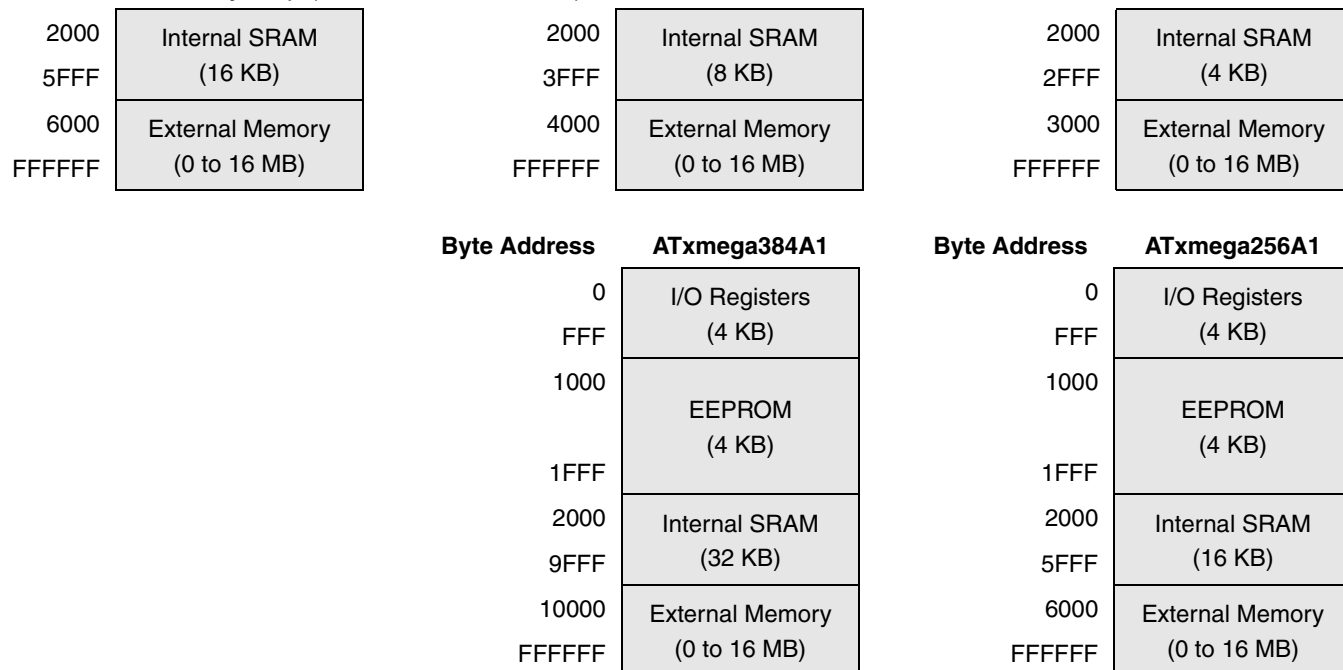 2000 Internal SRAM 2000 Internal SRAM 2000 Internal SRAM
5FFF (16 KB) 3FFF (8 KB) 2FFF (4 KB)
6000 External Memory 4000 External Memory 3000 External Memory
FFFFFF (0 to 16 MB) FFFFFF (0 to 16 MB) FFFFFF (0 to 16 MB)
Byte Address ATxmega384A1 Byte Address ATxmega256A1
0 I/O Registers 0 I/O Registers
FFF (4 KB) FFF (4 KB)
1000 1000
EEPROM EEPROM
(4 KB) (4 KB)
1FFF 1FFF
2000 Internal SRAM 2000 Internal SRAM
9FFF (32 KB) 5FFF (16 KB)
10000 External Memory 6000 External Memory
FFFFFF (0 to 16 MB) FFFFFF (0 to 16 MB)